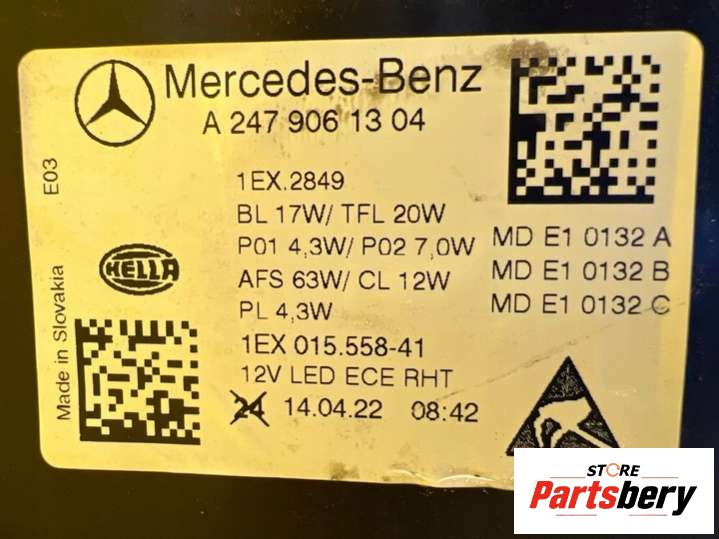 Mercedes-Benz
A 247 906 13 04
E03
1EX.2849
BL 17W/ TFL 20W
P01 4,3W/ P02 7,0W
AFS 63W/ CL 12W
PL 4,3W
MD E1 0132 A
MD E1 0132 B
MD E1 0132 C
HELLA
Made in Slovakia
1EX 015.558-41
12V LED ECE RHT
24 14.04.22 08:42
STORE
Partsbery